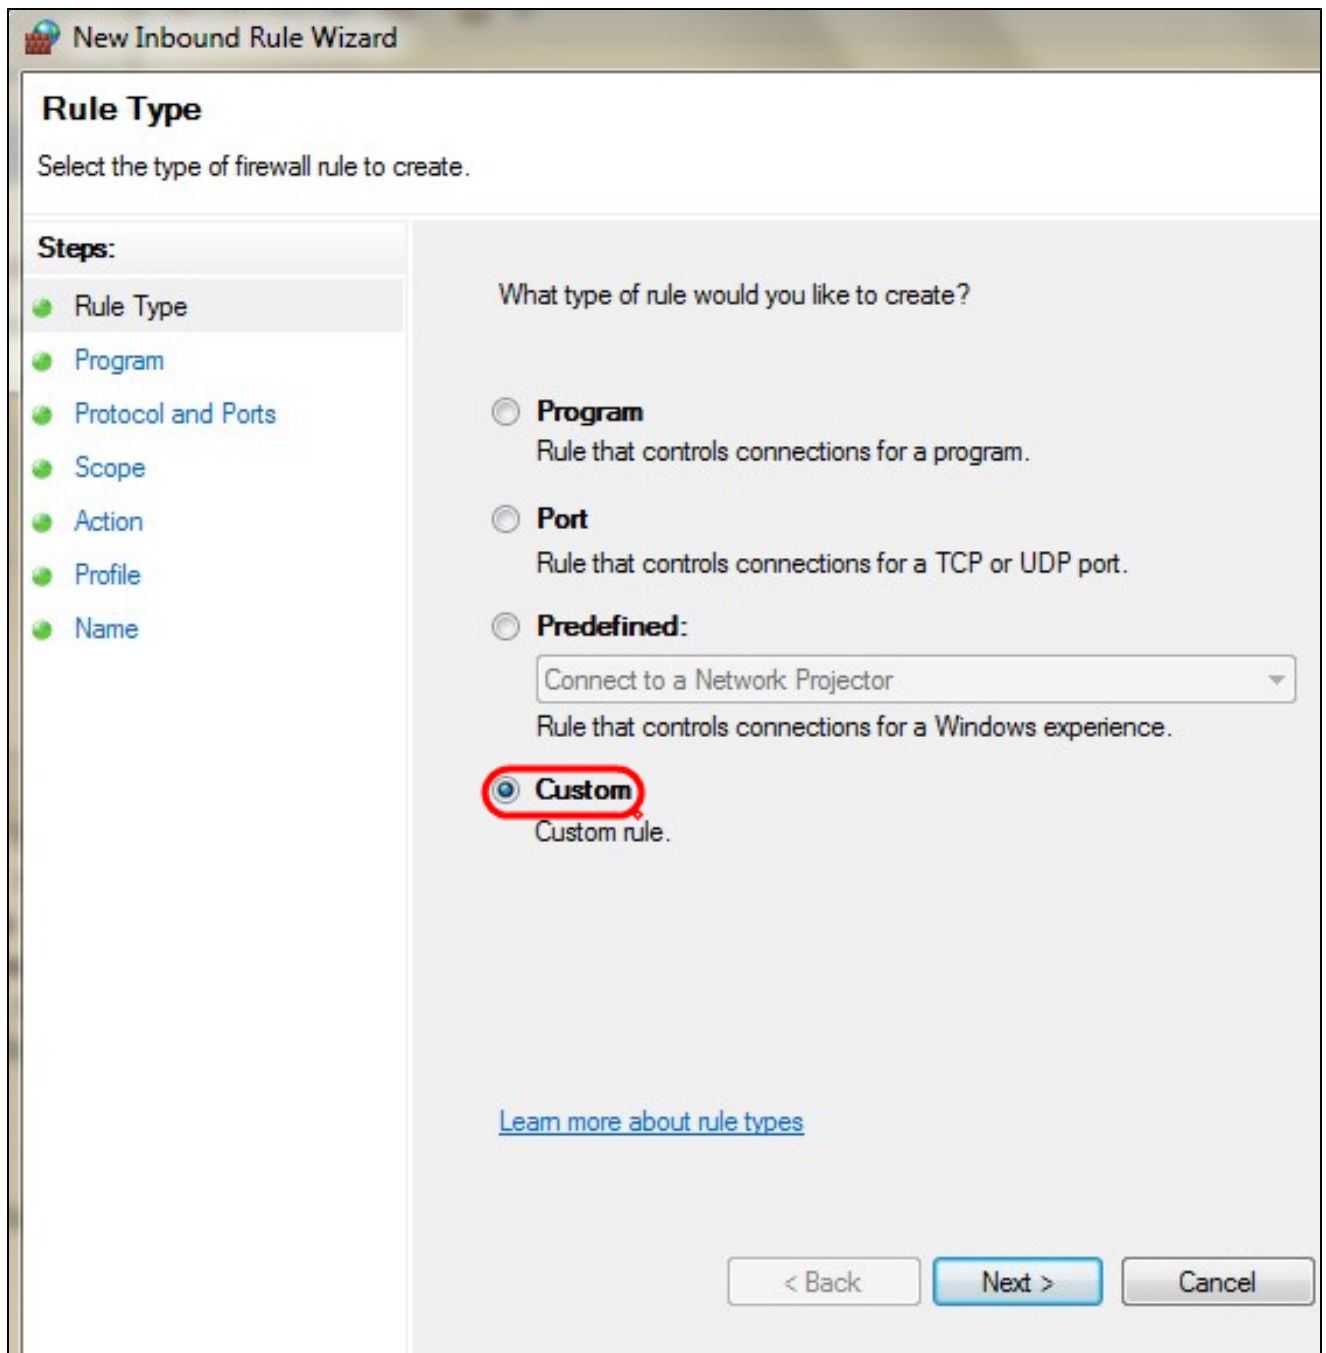 New Inbound Rule Wizard
Rule Type
Select the type of firewall rule to create.
Steps:
Rule Type
Program
Protocol and Ports
Scope
Action
Profile
Name
What type of rule would you like to create?
Program
Rule that controls connections for a program.
Port
Rule that controls connections for a TCP or UDP port.
Predefined:
Connect to a Network Projector
Rule that controls connections for a Windows experience.
Custom
Custom rule.
Learn more about rule types
< Back
Next >
Cancel